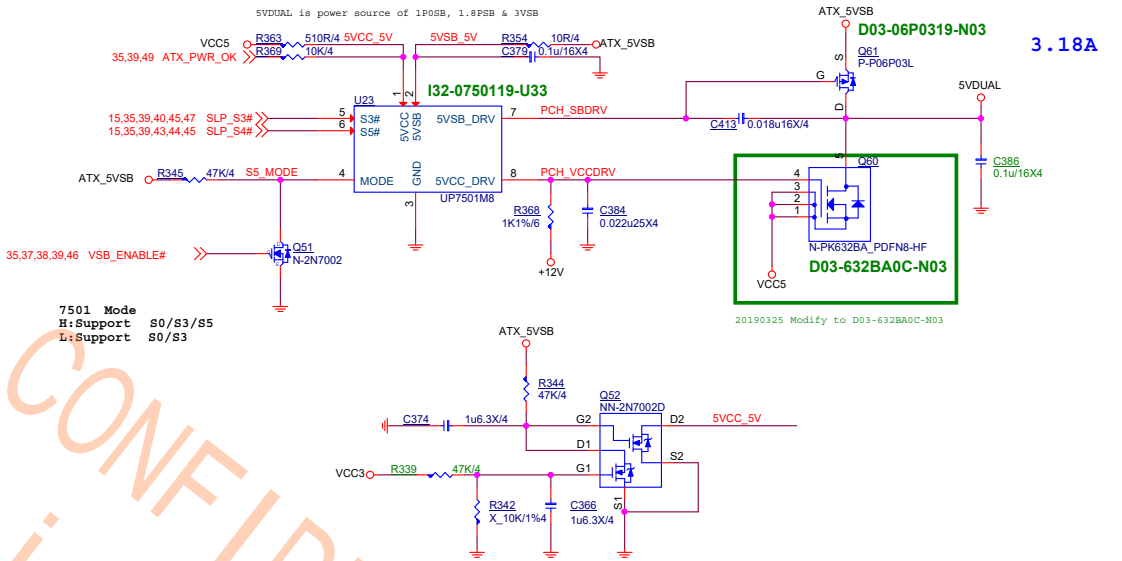 5VDUAL is power source of 1P0SB, 1.8PSB & 3VSB
ATX_5VSB
D03-06P0319-N03
3.18A
VCC5
R363
510R/4
5VCC_5V
5VSB_5V
R354
10R/4
ATX_5VSB
35,39,49 ATX_PWR_OK
R369
10K/4
C379
0.1u/16X4
Q61
P-P06P03L
S
G
D
5VDUAL
I32-0750119-U33
U23
1
2
15,35,39,40,45,47 SLP_S3#
5
S3#
5VCC
5VSB
5VSB_DRV
7
PCH_SBDRV
15,35,39,43,44,45 SLP_S4#
6
S5#
C413
0.018u16X/4
C386
0.1u/16X4
5
Q60
ATX_5VSB
R345
47K/4
S5_MODE
4
MODE
GND
5VCC_DRV
8
PCH_VCCDRV
4
3
2
1
3
UP7501M8
R368
1K1%/6
C384
0.022u25X4
+12V
N-PK632BA_PDFN8-HF
D03-632BA0C-N03
VCC5
35,37,38,39,46 VSB_ENABLE#
Q51
N-2N7002
7501 Mode
H:Support S0/S3/S5
L:Support S0/S3
20190325 Modify to D03-632BA0C-N03
ATX_5VSB
R344
47K/4
Q52
NN-2N7002D
C374
1u6.3X/4
G2
D2
5VCC_5V
D1
S2
VCC3
R339
47K/4
G1
S1
R342
X_10K/1%4
C366
1u6.3X/4